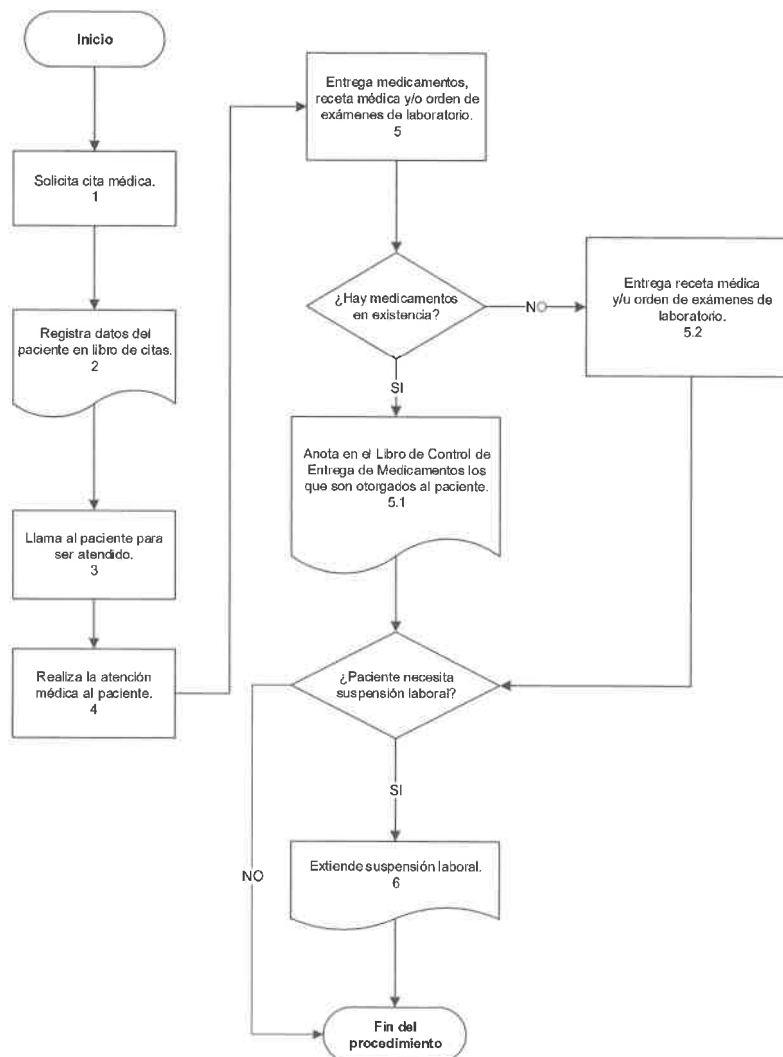 Inicio
Solicita cita médica.
1
Registra datos del
paciente en libro de citas.
2
Llama al paciente para
ser atendido.
3
Realiza la atención
médica al paciente.
4
Entrega medicamentos,
receta médica y/o orden de
exámenes de laboratorio.
5
¿Hay medicamentos
en existencia?
NO
Entrega receta médica
y/u orden de exámenes de
laboratorio.
5.2
SI
Anota en el Libro de Control de
Entrega de Medicamentos los
que son otorgados al paciente.
5.1
¿Paciente necesita
suspensión laboral?
SI
NO
Extiende suspensión laboral.
6
Fin del
procedimiento